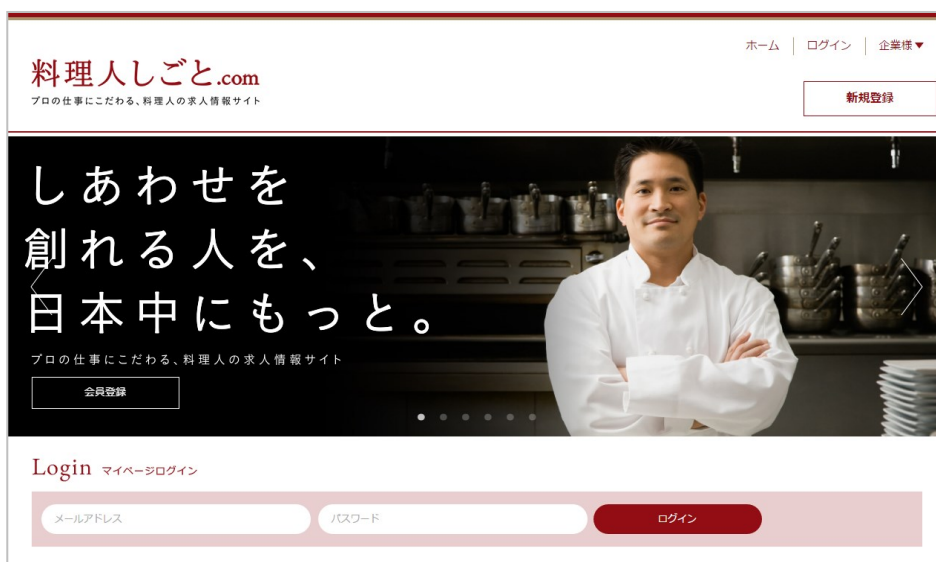 ホーム
ログイン
企業様▼
料理人しごと.com
プロの仕事にこだわる、料理人の求人情報サイト
新規登録
しあわせを
創れる人を、
日本中にもっと。
プロの仕事にこだわる、料理人の求人情報サイト
会員登録
Login マイページログイン
メールアドレス
パスワード
ログイン